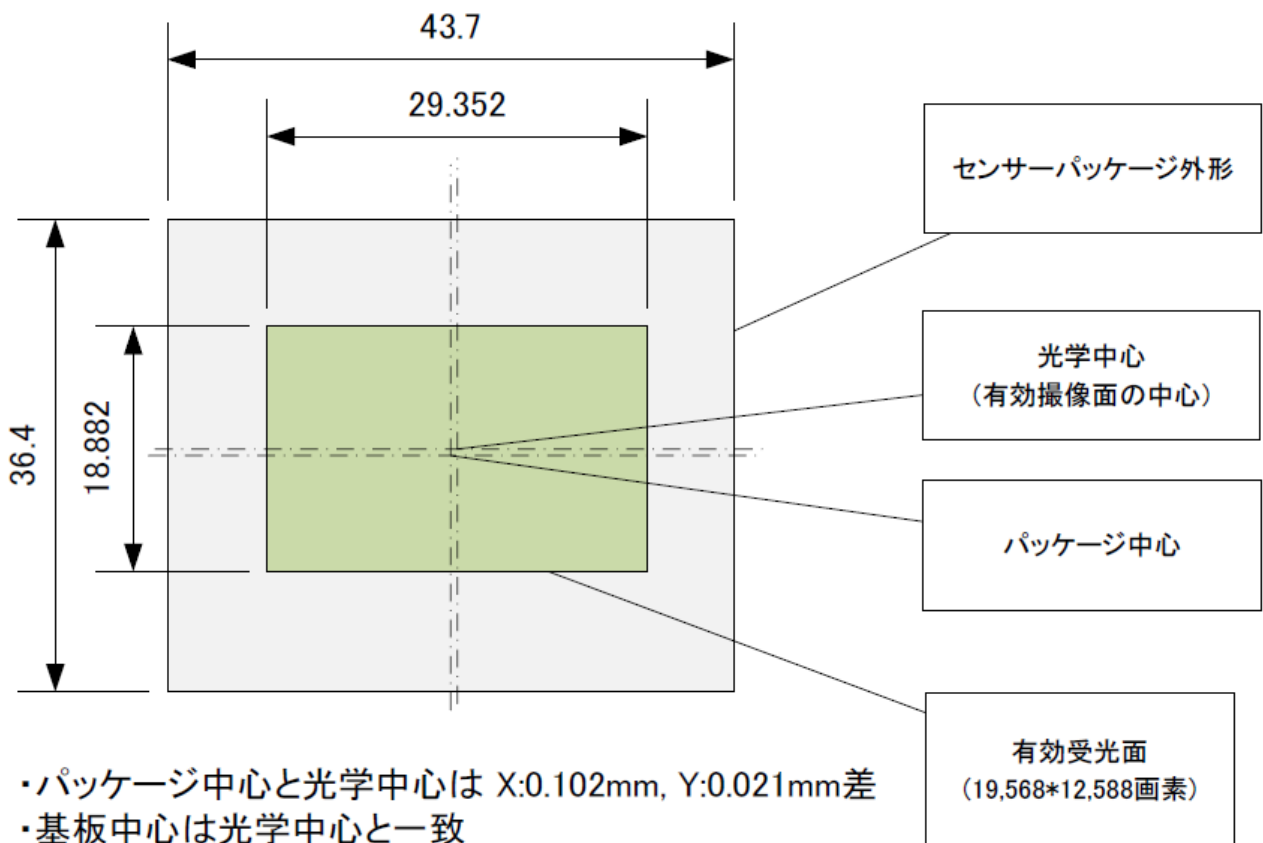 43.7
29.352
センサーパッケージ外形
光学中心
（有効撮像面の中心）
36.4
18.882
パッケージ中心
有効受光面
（19,568*12,588画素）
・パッケージ中心と光学中心は X:0.102mm, Y:0.021mm差
・基板中心は光学中心と一致